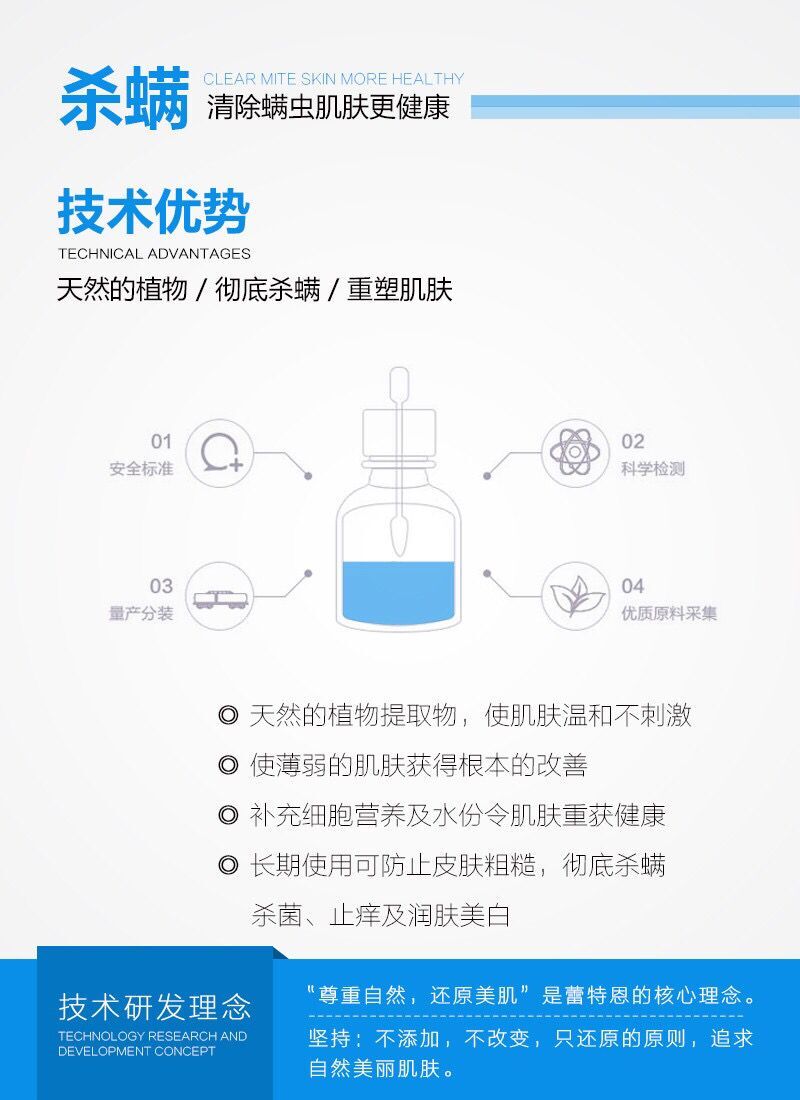 杀螨
CLEAR MITE SKIN MORE HEALTHY
清除螨虫肌肤更健康
技术优势
TECHNICAL ADVANTAGES
天然的植物 / 彻底杀螨 / 重塑肌肤
01
安全标准
02
科学检测
03
量产分装
04
优质原料采集
◎ 天然的植物提取物，使肌肤温和不刺激
◎ 使薄弱的肌肤获得根本的改善
◎ 补充细胞营养及水份令肌肤重获健康
◎ 长期使用可防止皮肤粗糙，彻底杀螨
杀菌、止痒及润肤美白
技术研发理念
TECHNOLOGY RESEARCH AND
DEVELOPMENT CONCEPT
“尊重自然，还原美肌”是蕾特恩的核心理念。
坚持：不添加，不改变，只还原的原则，追求
自然美丽肌肤。